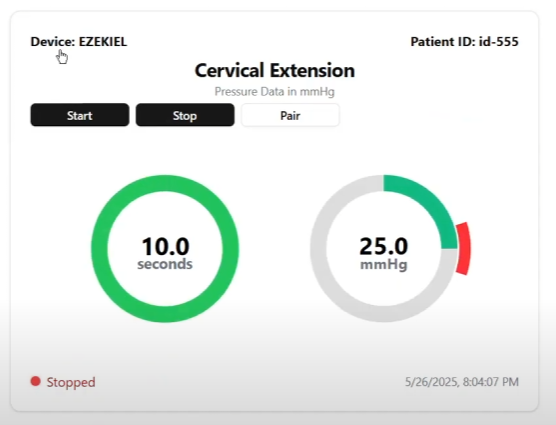 Device: EZEKIEL
Patient ID: id-555
Cervical Extension
Pressure Data in mmHg
Start
Stop
Pair
10.0
seconds
25.0
mmHg
Stopped
5/26/2025, 8:04:07 PM